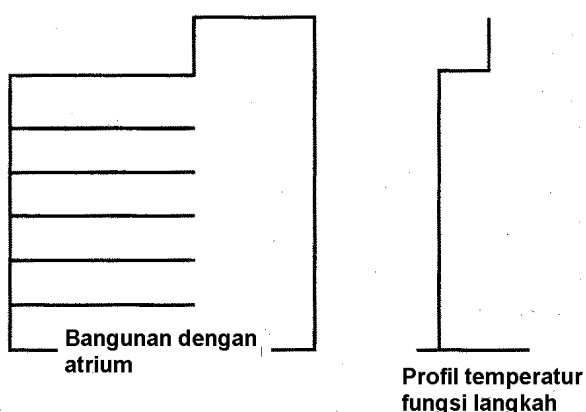 Bangunan dengan
atrium
Profil temperatur
fungsi langkah